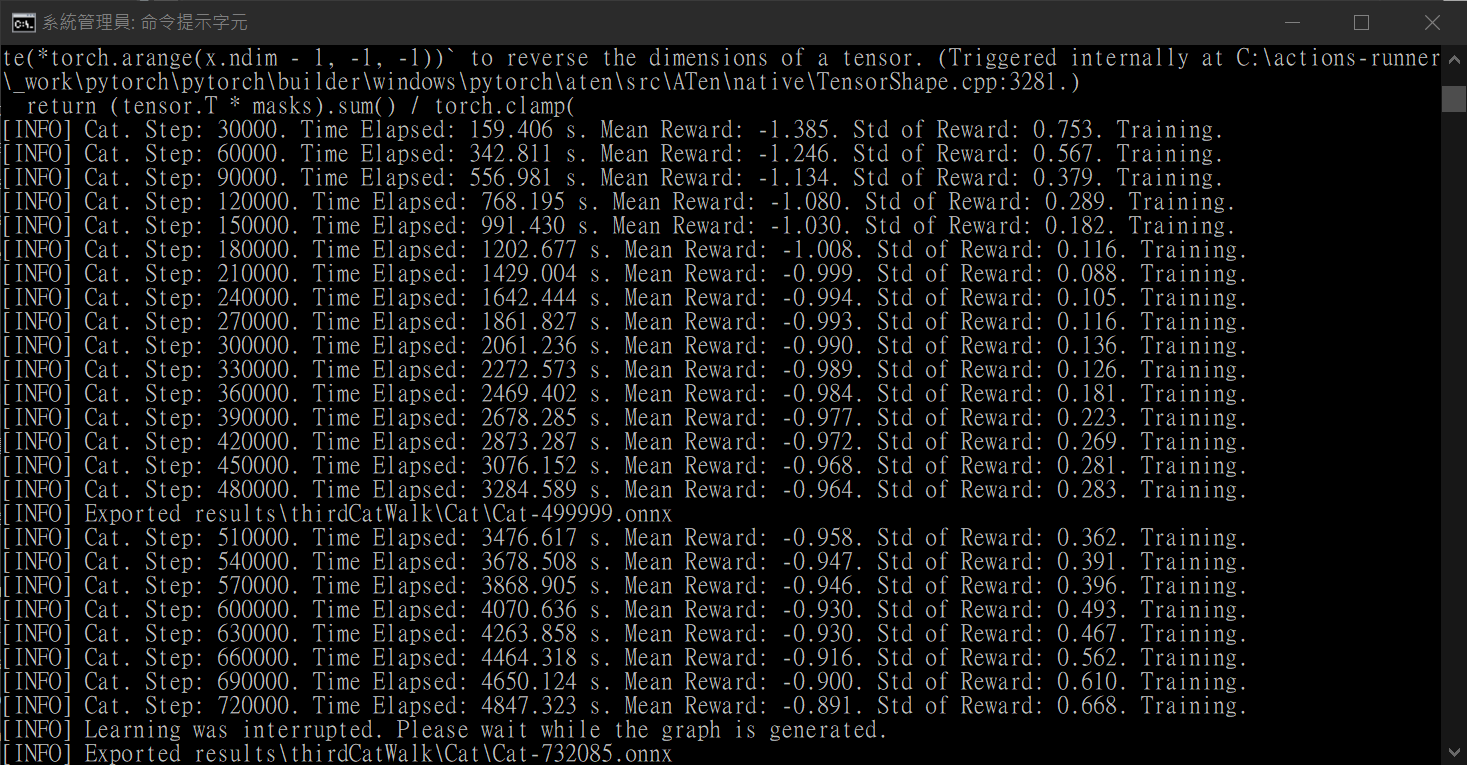 系統管理員: 命令提示字元
te(*torch.arange(x.ndim - 1, -1, -1))` to reverse the dimensions of a tensor. (Triggered internally at C:\actions-runner
\_work\pytorch\pytorch\builder\windows\pytorch\aten\src\ATen\native\TensorShape.cpp:3281.)
  return (tensor.T * masks).sum() / torch.clamp(
[INFO] Cat. Step: 30000. Time Elapsed: 159.406 s. Mean Reward: -1.385. Std of Reward: 0.753. Training.
[INFO] Cat. Step: 60000. Time Elapsed: 342.811 s. Mean Reward: -1.246. Std of Reward: 0.567. Training.
[INFO] Cat. Step: 90000. Time Elapsed: 556.981 s. Mean Reward: -1.134. Std of Reward: 0.379. Training.
[INFO] Cat. Step: 120000. Time Elapsed: 768.195 s. Mean Reward: -1.080. Std of Reward: 0.289. Training.
[INFO] Cat. Step: 150000. Time Elapsed: 991.430 s. Mean Reward: -1.030. Std of Reward: 0.182. Training.
[INFO] Cat. Step: 180000. Time Elapsed: 1202.677 s. Mean Reward: -1.008. Std of Reward: 0.116. Training.
[INFO] Cat. Step: 210000. Time Elapsed: 1429.004 s. Mean Reward: -0.999. Std of Reward: 0.088. Training.
[INFO] Cat. Step: 240000. Time Elapsed: 1642.444 s. Mean Reward: -0.994. Std of Reward: 0.105. Training.
[INFO] Cat. Step: 270000. Time Elapsed: 1861.827 s. Mean Reward: -0.993. Std of Reward: 0.116. Training.
[INFO] Cat. Step: 300000. Time Elapsed: 2061.236 s. Mean Reward: -0.990. Std of Reward: 0.136. Training.
[INFO] Cat. Step: 330000. Time Elapsed: 2272.573 s. Mean Reward: -0.989. Std of Reward: 0.126. Training.
[INFO] Cat. Step: 360000. Time Elapsed: 2469.402 s. Mean Reward: -0.984. Std of Reward: 0.181. Training.
[INFO] Cat. Step: 390000. Time Elapsed: 2678.285 s. Mean Reward: -0.977. Std of Reward: 0.223. Training.
[INFO] Cat. Step: 420000. Time Elapsed: 2873.287 s. Mean Reward: -0.972. Std of Reward: 0.269. Training.
[INFO] Cat. Step: 450000. Time Elapsed: 3076.152 s. Mean Reward: -0.968. Std of Reward: 0.281. Training.
[INFO] Cat. Step: 480000. Time Elapsed: 3284.589 s. Mean Reward: -0.964. Std of Reward: 0.283. Training.
[INFO] Exported results\thirdCatWalk\Cat\Cat-499999.onnx
[INFO] Cat. Step: 510000. Time Elapsed: 3476.617 s. Mean Reward: -0.958. Std of Reward: 0.362. Training.
[INFO] Cat. Step: 540000. Time Elapsed: 3678.508 s. Mean Reward: -0.947. Std of Reward: 0.391. Training.
[INFO] Cat. Step: 570000. Time Elapsed: 3868.905 s. Mean Reward: -0.946. Std of Reward: 0.396. Training.
[INFO] Cat. Step: 600000. Time Elapsed: 4070.636 s. Mean Reward: -0.930. Std of Reward: 0.493. Training.
[INFO] Cat. Step: 630000. Time Elapsed: 4263.858 s. Mean Reward: -0.930. Std of Reward: 0.467. Training.
[INFO] Cat. Step: 660000. Time Elapsed: 4464.318 s. Mean Reward: -0.916. Std of Reward: 0.562. Training.
[INFO] Cat. Step: 690000. Time Elapsed: 4650.124 s. Mean Reward: -0.900. Std of Reward: 0.610. Training.
[INFO] Cat. Step: 720000. Time Elapsed: 4847.323 s. Mean Reward: -0.891. Std of Reward: 0.668. Training.
[INFO] Learning was interrupted. Please wait while the graph is generated.
[INFO] Exported results\thirdCatWalk\Cat\Cat-732085.onnx